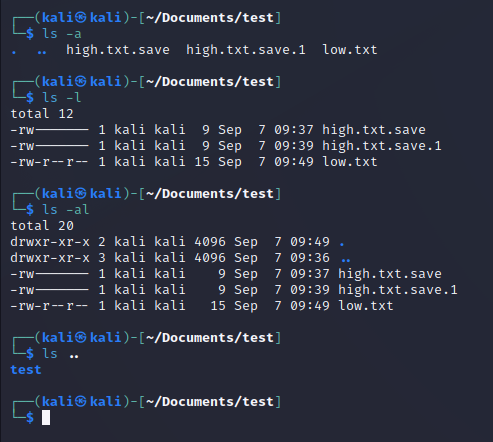 ┌──(kali㉿kali)-[~/Documents/test]
└─$ ls -a
.  ..  high.txt.save  high.txt.save.1  low.txt
┌──(kali㉿kali)-[~/Documents/test]
└─$ ls -l
total 12
-rw------- 1 kali kali  9 Sep  7 09:37 high.txt.save
-rw------- 1 kali kali  9 Sep  7 09:39 high.txt.save.1
-rw-r--r-- 1 kali kali 15 Sep  7 09:49 low.txt
┌──(kali㉿kali)-[~/Documents/test]
└─$ ls -al
total 20
drwxr-xr-x 2 kali kali 4096 Sep  7 09:49 .
drwxr-xr-x 3 kali kali 4096 Sep  7 09:36 ..
-rw------- 1 kali kali    9 Sep  7 09:37 high.txt.save
-rw------- 1 kali kali    9 Sep  7 09:39 high.txt.save.1
-rw-r--r-- 1 kali kali   15 Sep  7 09:49 low.txt
┌──(kali㉿kali)-[~/Documents/test]
└─$ ls ..
test
┌──(kali㉿kali)-[~/Documents/test]
└─$